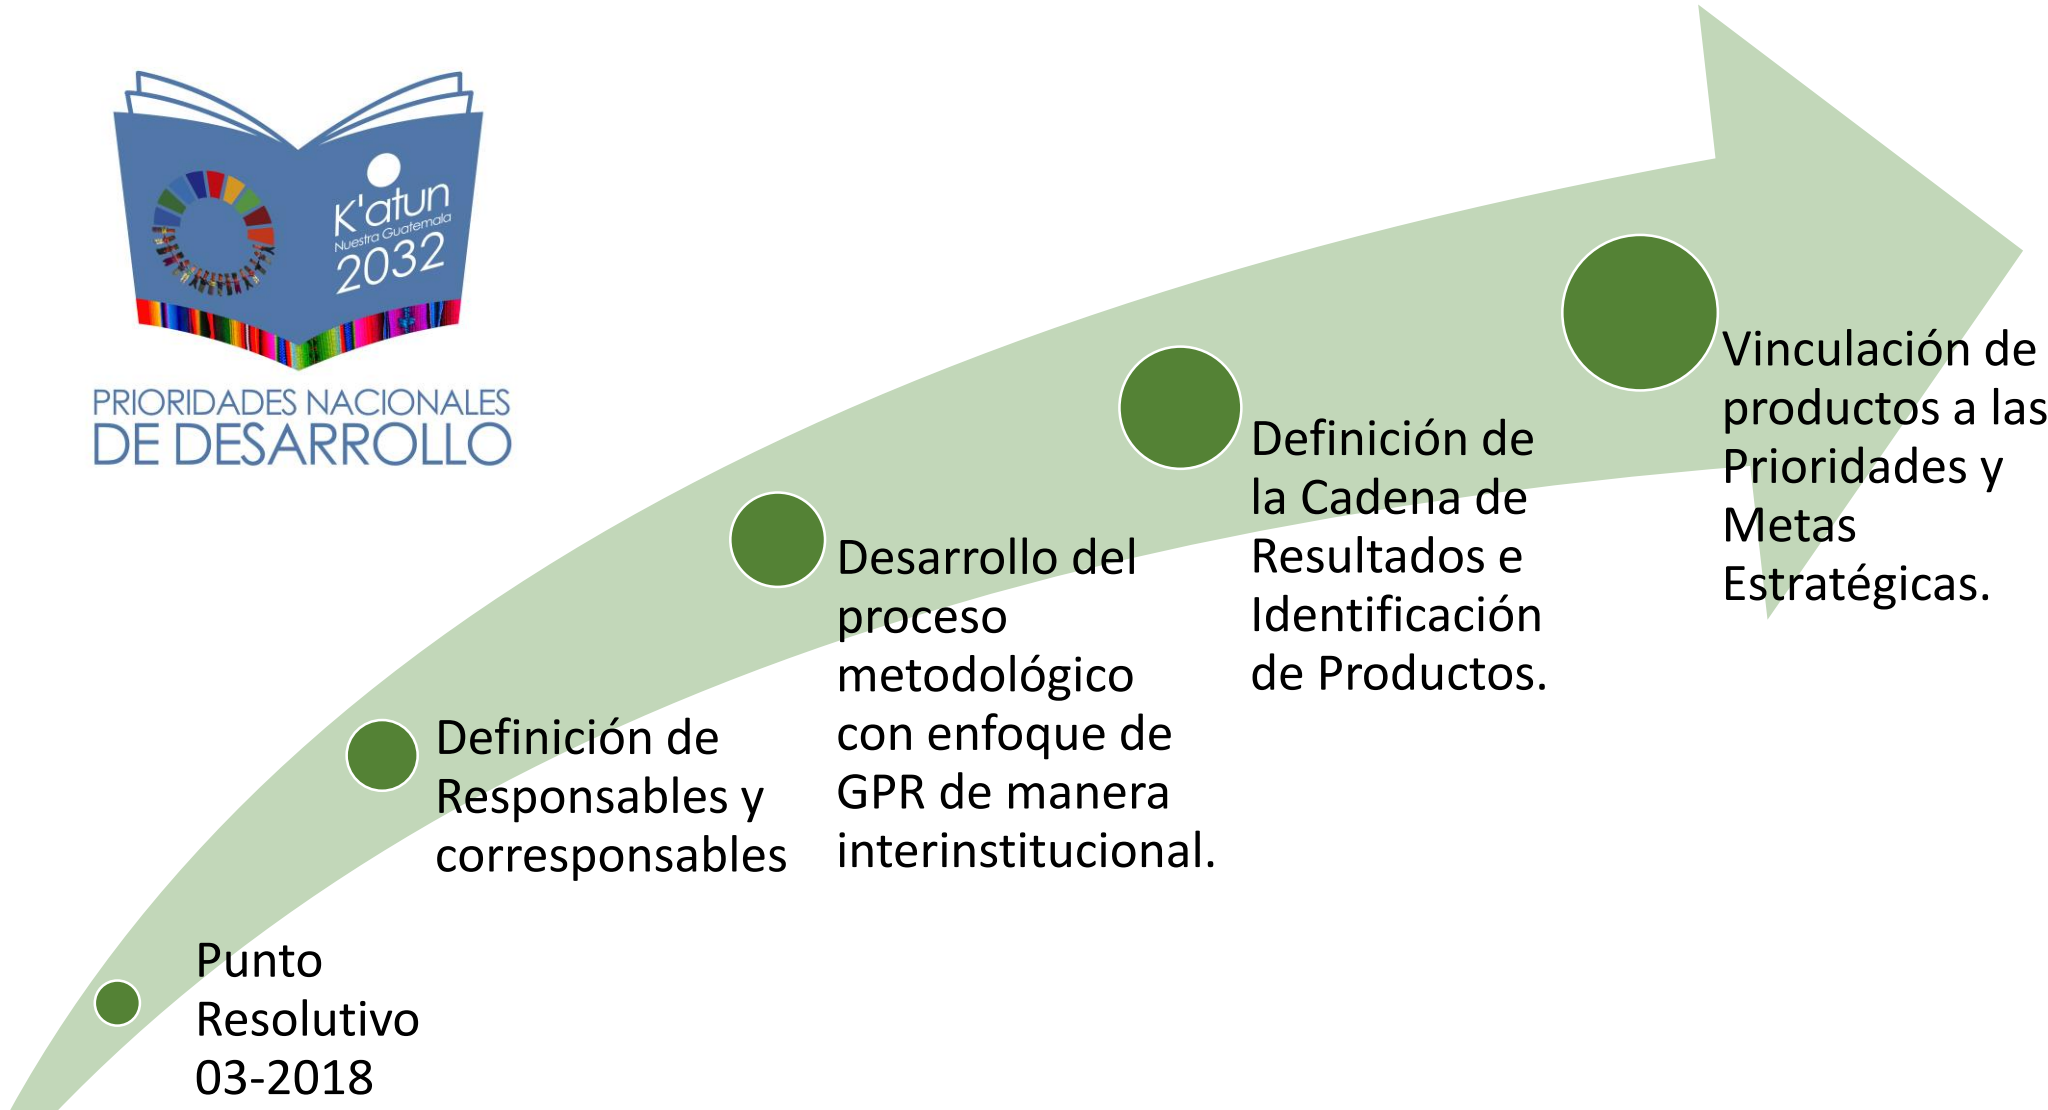 K'atun
Nuestra Guatemala
2032
PRIORIDADES NACIONALES
DE DESARROLLO
Punto
Resolutivo
03-2018
Definición de
Responsables y
corresponsables
Desarrollo del
proceso
metodológico
con enfoque de
GPR de manera
interinstitucional.
Definición de
la Cadena de
Resultados e
Identificación
de Productos.
Vinculación de
productos a las
Prioridades y
Metas
Estratégicas.